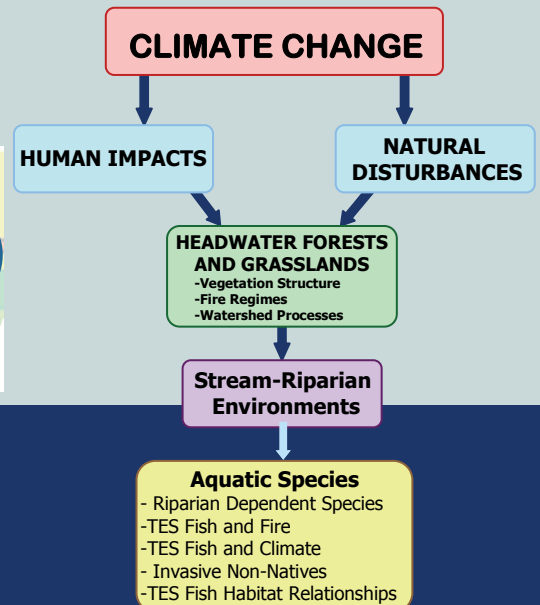 CLIMATE CHANGE
HUMAN IMPACTS
NATURAL
DISTURBANCES
HEADWATER FORESTS
AND GRASSLANDS
-Vegetation Structure
-Fire Regimes
-Watershed Processes
Stream-Riparian
Environments
Aquatic Species
- Riparian Dependent Species
-TES Fish and Fire
-TES Fish and Climate
- Invasive Non-Natives
-TES Fish Habitat Relationships